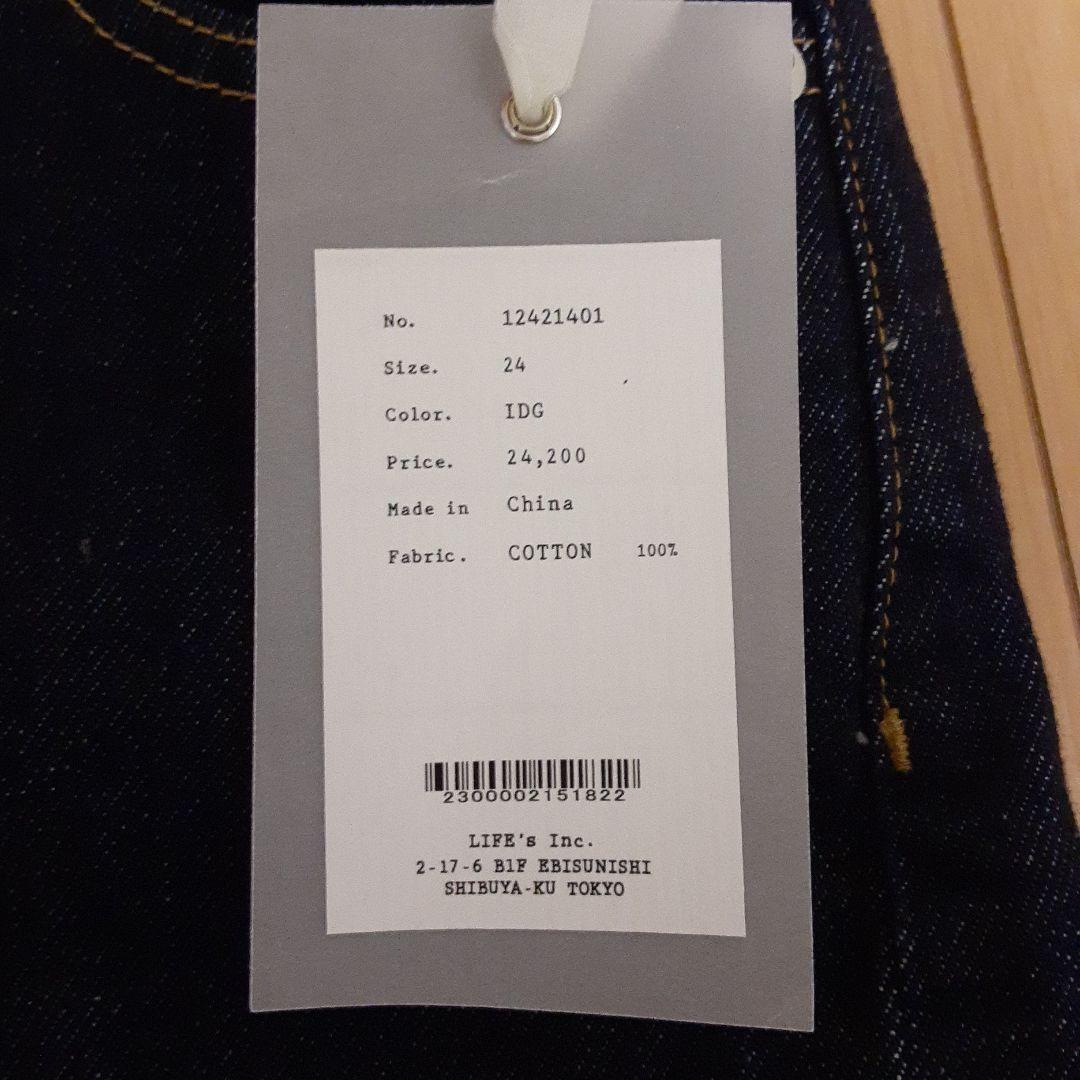 No. 12421401
Size. 24
Color. IDG
Price. 24,200
Made in China
Fabric. COTTON 100%
2300002151822
LIFE's Inc.
2-17-6 B1F EBISUNISHI
SHIBUYA-KU TOKYO